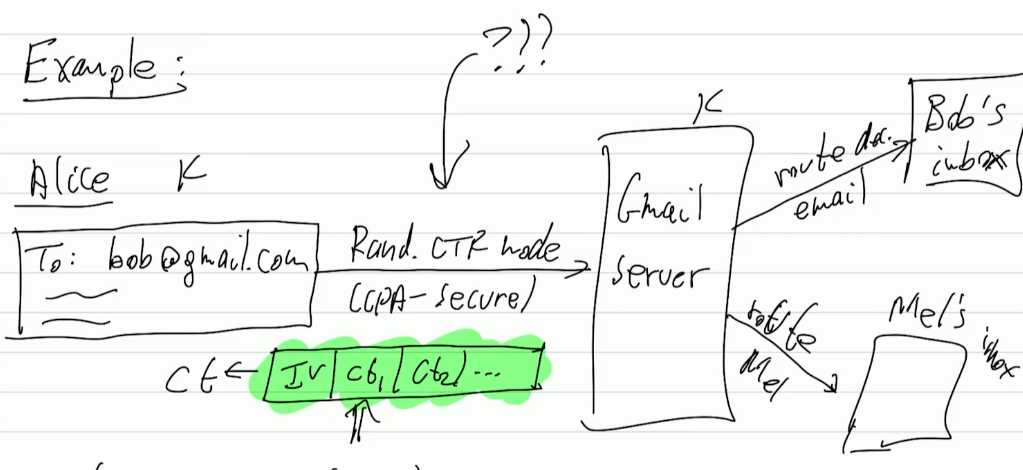 Example:
???
Alice K
To: bob@gmail.com
Rand. CTR mode
(CPA-secure)
K
Gmail
server
route dec.
email
Bob's
inbox
ct ← IV | ct₁ | ct₂ | ...
route
Mel
Mel's
inbox